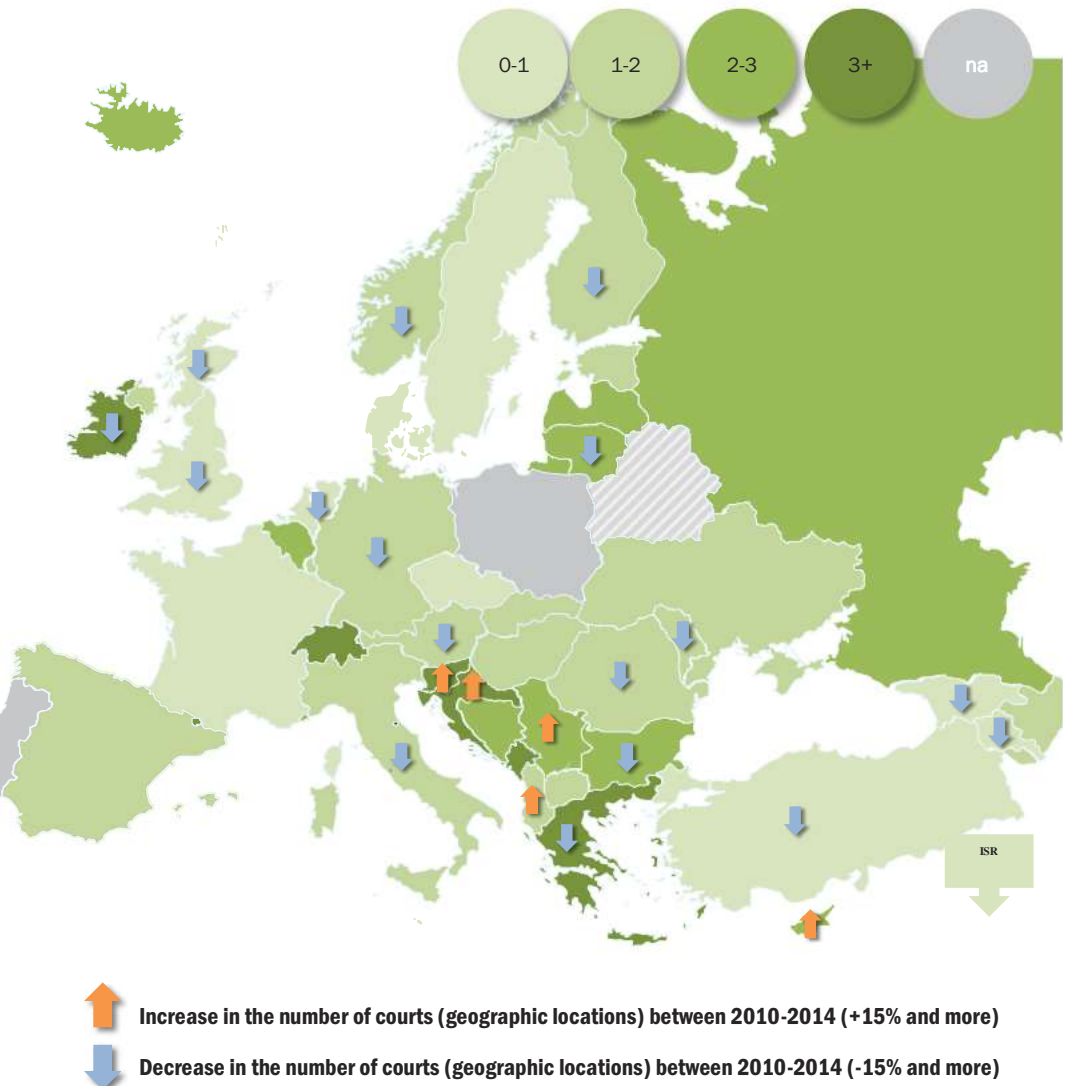 0-1
1-2
2-3
3+
na
ISR
Increase in the number of courts (geographic locations) between 2010-2014 (+15% and more)
Decrease in the number of courts (geographic locations) between 2010-2014 (-15% and more)